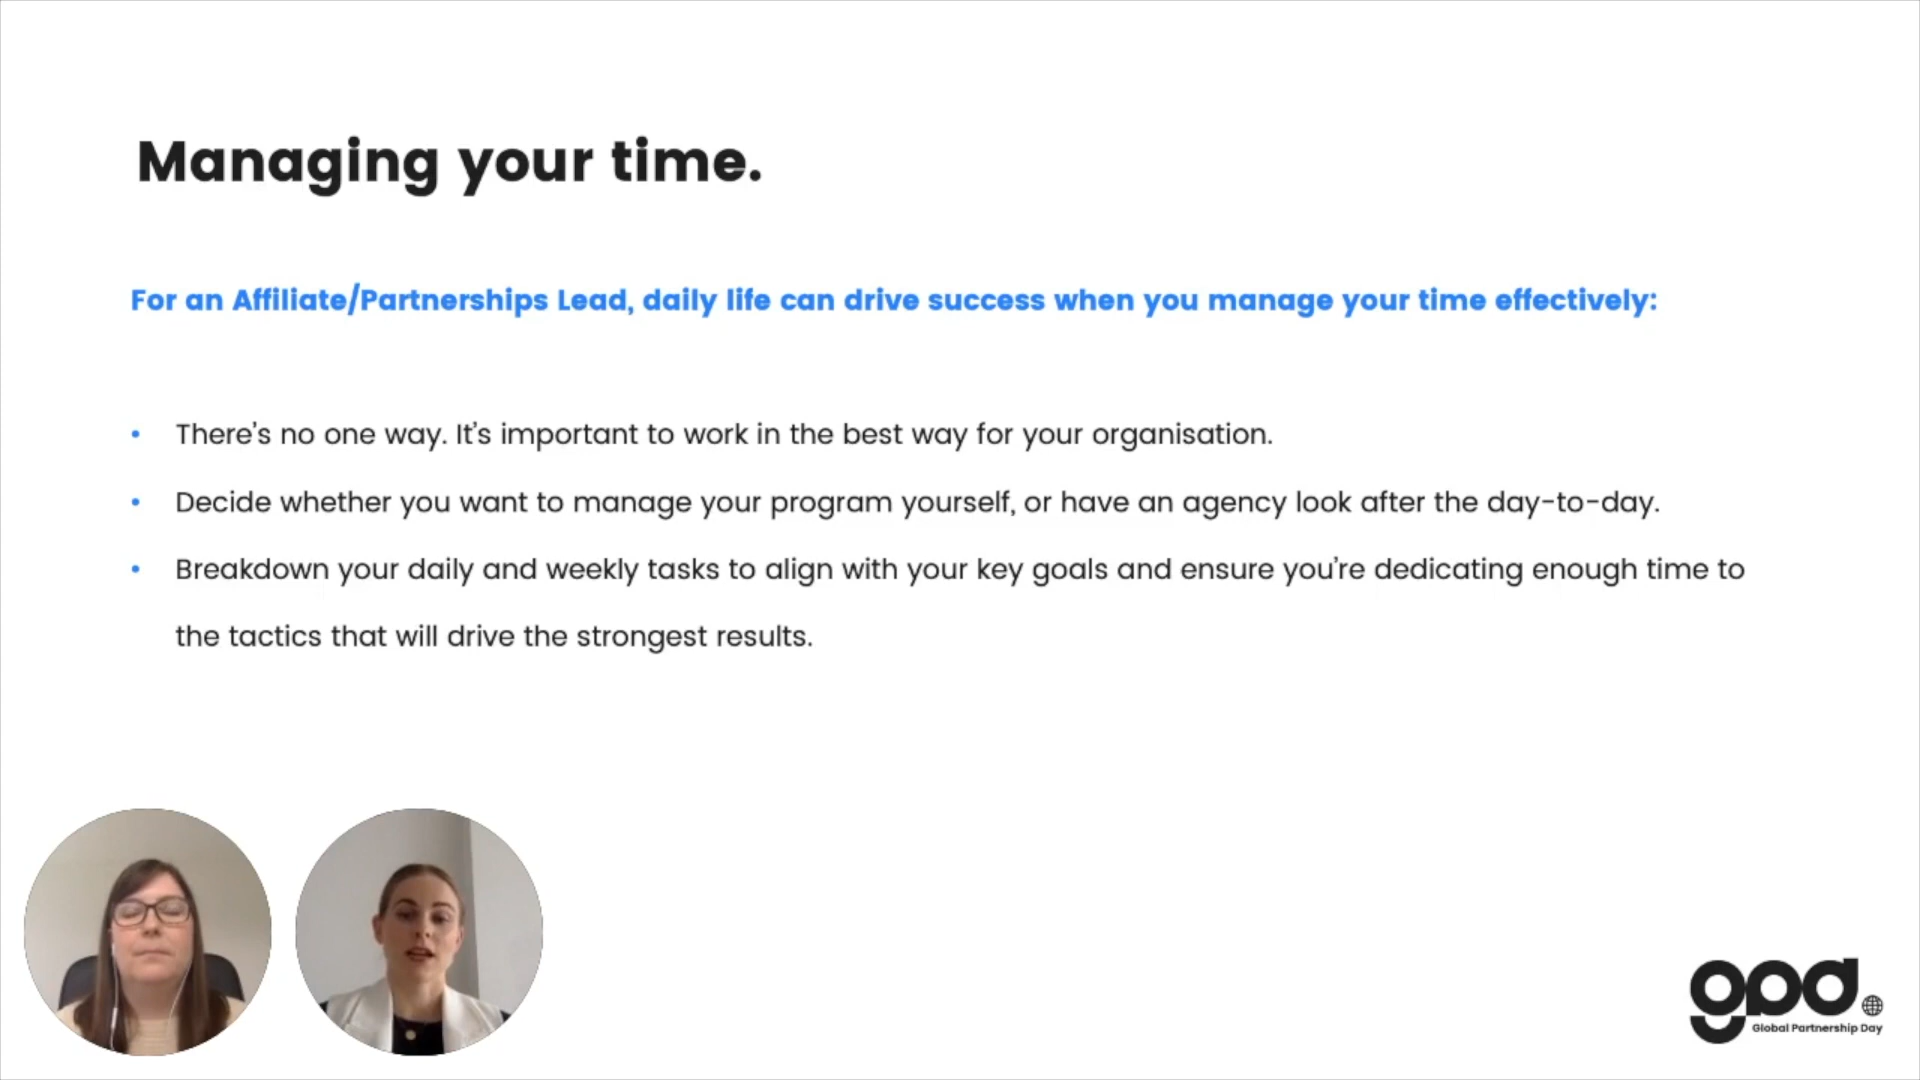 Managing your time.
For an Affiliate/Partnerships Lead, daily life can drive success when you manage your time effectively:
• There's no one way. It's important to work in the best way for your organisation.
• Decide whether you want to manage your program yourself, or have an agency look after the day-to-day.
• Breakdown your daily and weekly tasks to align with your key goals and ensure you're dedicating enough time to
the tactics that will drive the strongest results.
gpd.
Global Partnership Day